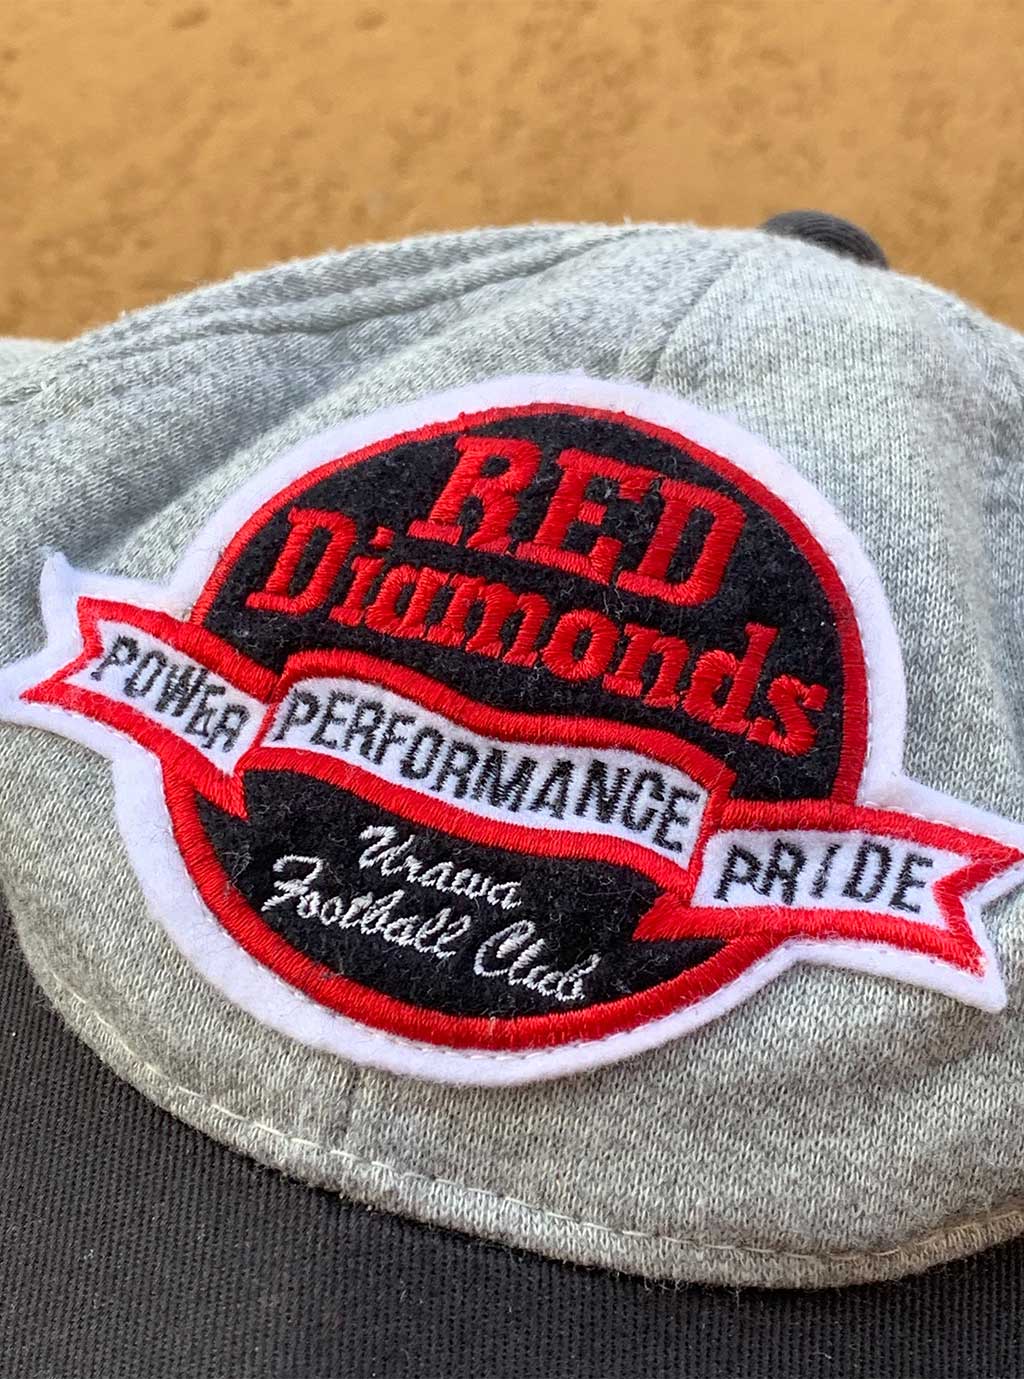 RED
Diamonds
POWER PERFORMANCE PRIDE
Urawa
Football Club